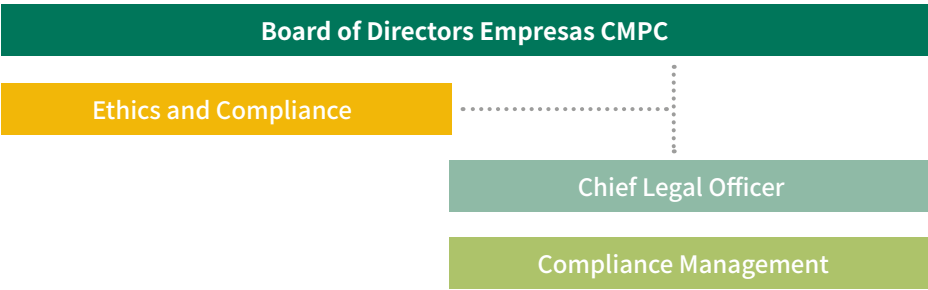 Board of Directors Empresas CMPC
Ethics and Compliance
Chief Legal Officer
Compliance Management